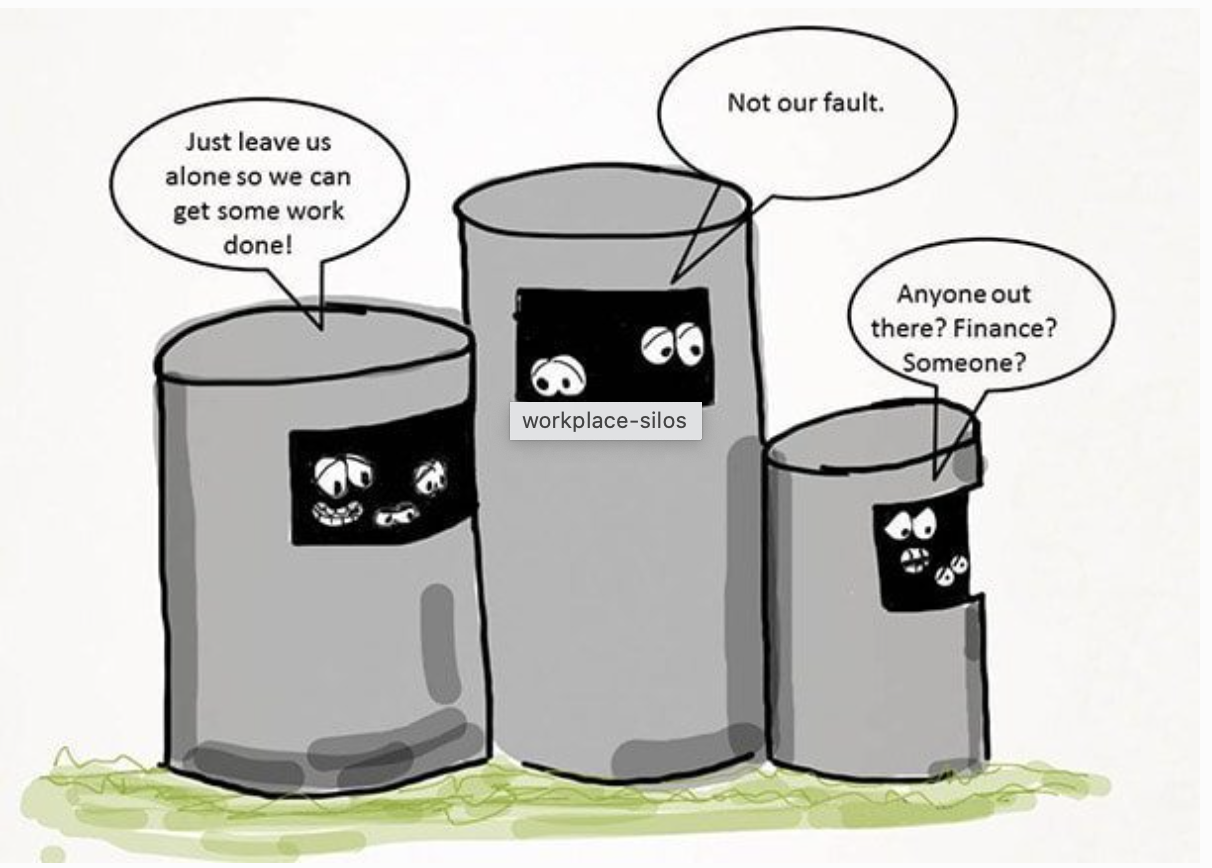 Just leave us
alone so we can
get some work
done!
Not our fault.
Anyone out
there? Finance?
Someone?
workplace-silos